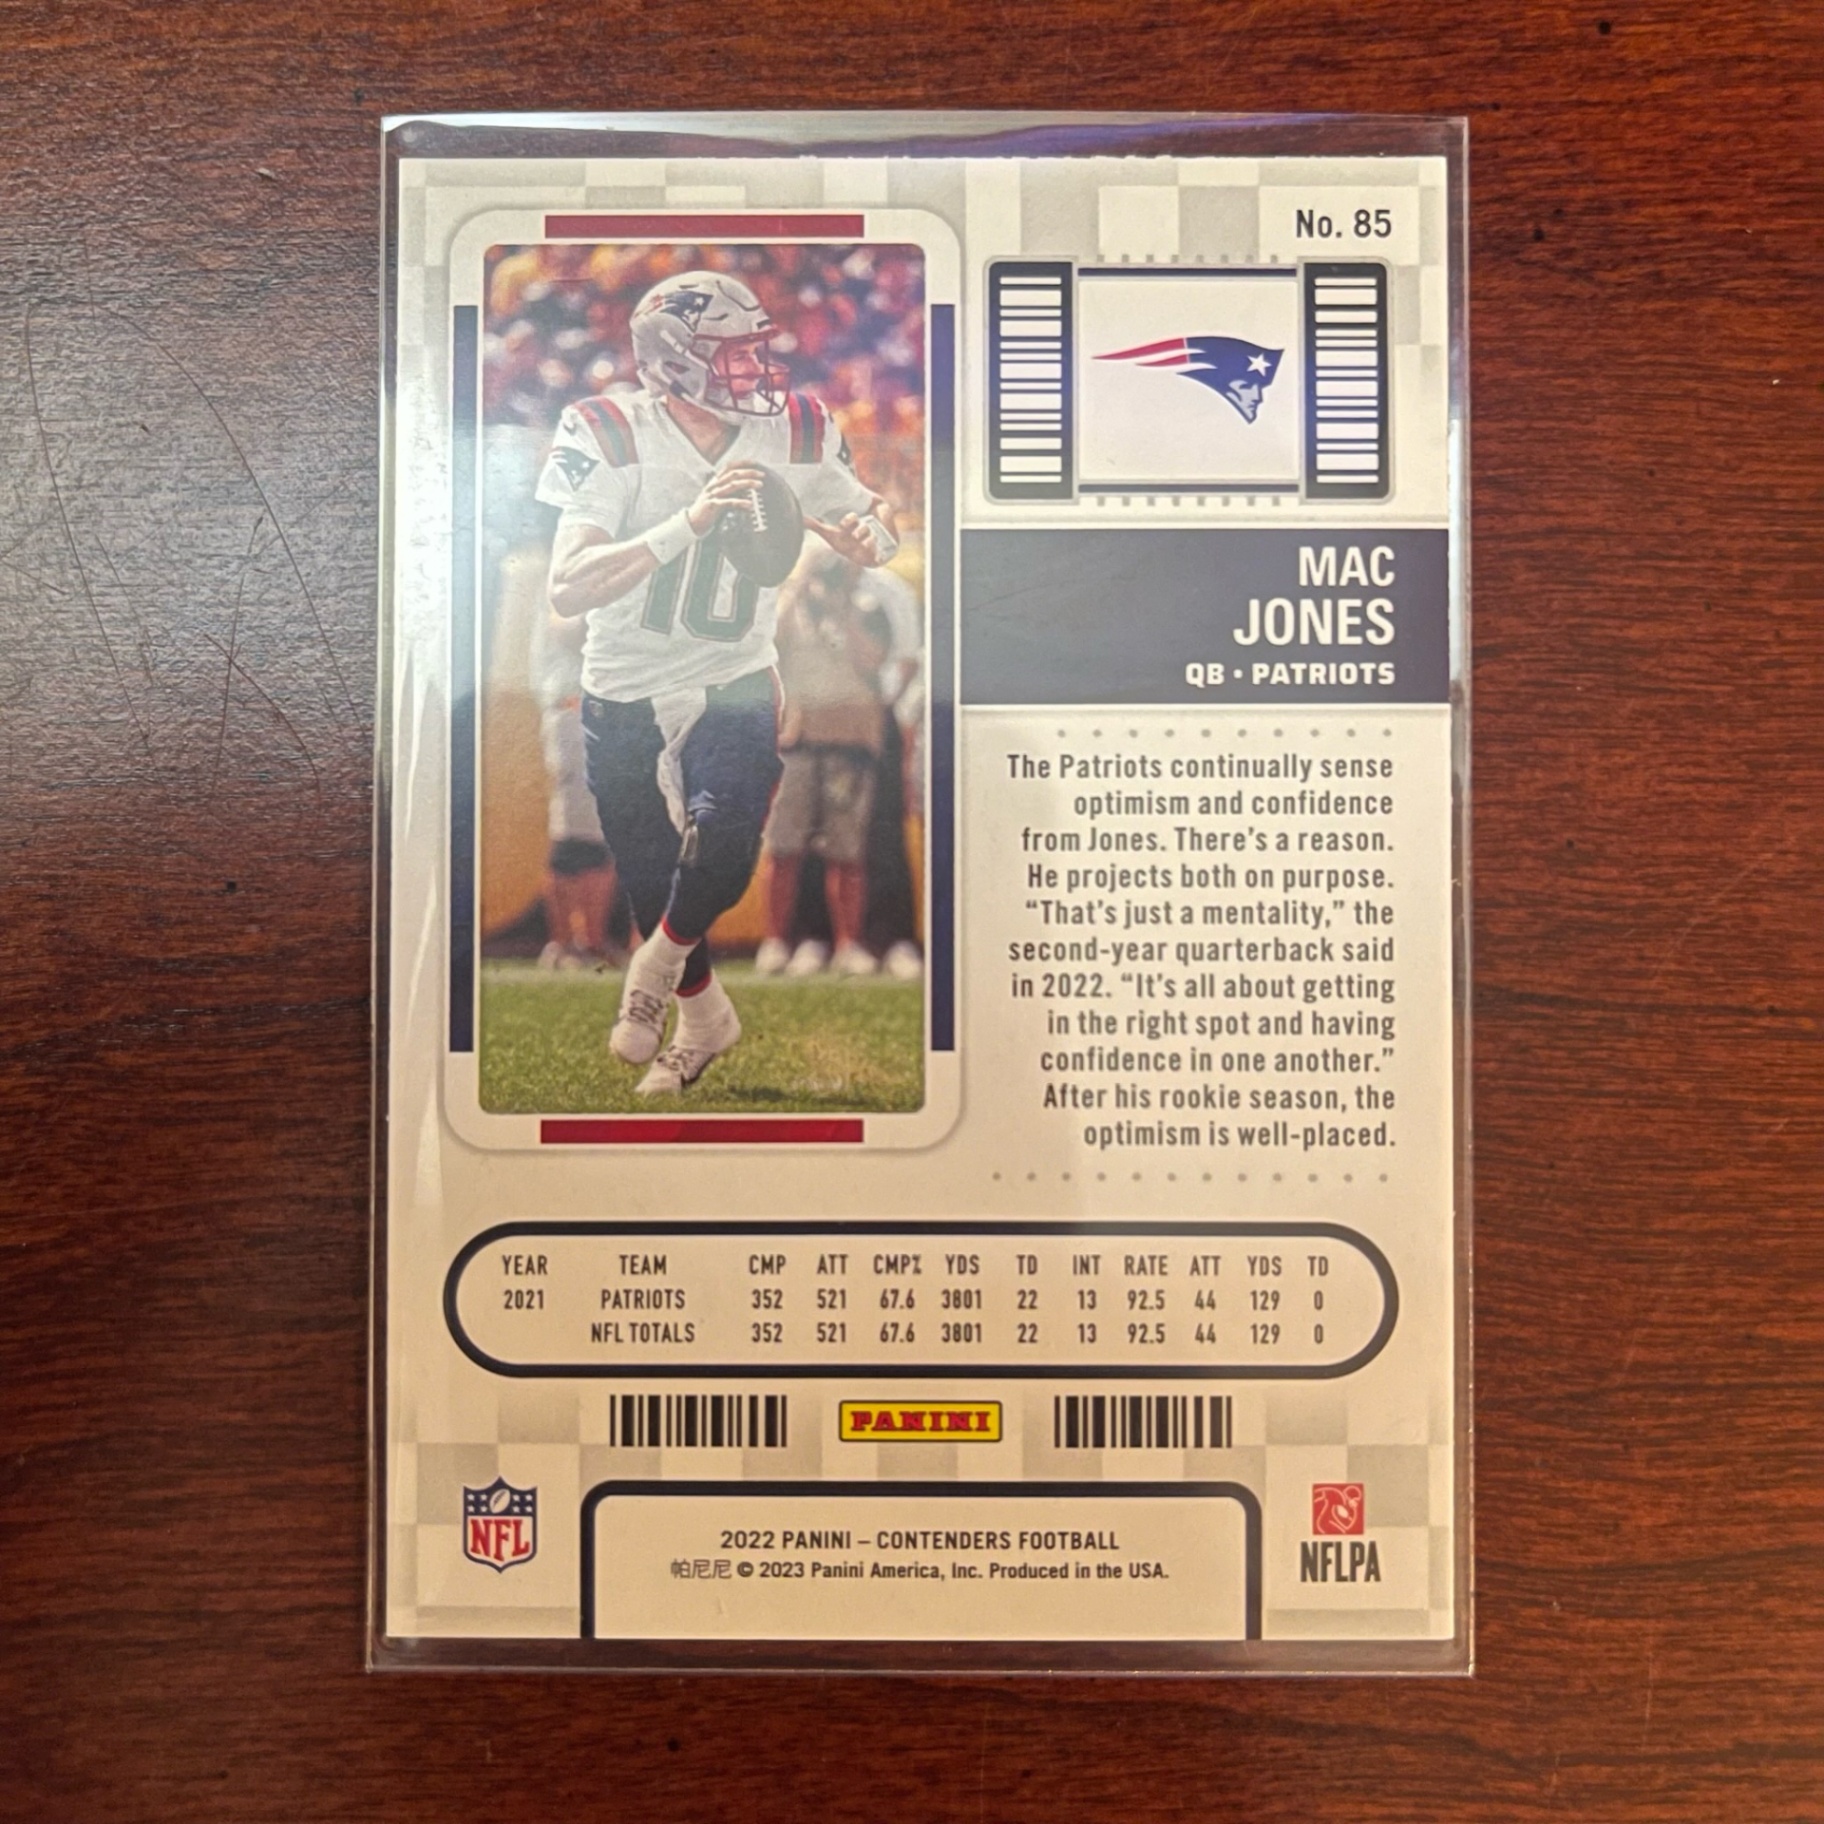 No. 85
MAC
JONES
QB • PATRIOTS
10
The Patriots continually sense
optimism and confidence
from Jones. There's a reason.
He projects both on purpose.
“That's just a mentality,” the
second-year quarterback said
in 2022. “It's all about getting
in the right spot and having
confidence in one another.”
After his rookie season, the
optimism is well-placed.
YEAR TEAM CMP ATT CMP% YDS TD INT RATE ATT YDS TD
2021 PATRIOTS 352 521 67.6 3801 22 13 92.5 44 129 0
NFL TOTALS 352 521 67.6 3801 22 13 92.5 44 129 0
PANINI
NFL
2022 PANINI – CONTENDERS FOOTBALL
帕尼尼 © 2023 Panini America, Inc. Produced in the USA.
NFLPA